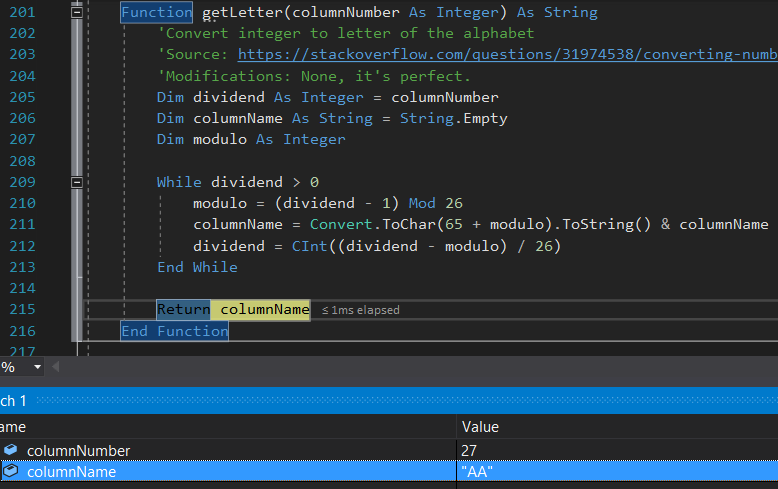 201 Function getLetter(columnNumber As Integer) As String
202 'Convert integer to letter of the alphabet
203 'Source: https://stackoverflow.com/questions/31974538/converting-numb
204 'Modifications: None, it's perfect.
205 Dim dividend As Integer = columnNumber
206 Dim columnName As String = String.Empty
207 Dim modulo As Integer
208
209 While dividend > 0
210 modulo = (dividend - 1) Mod 26
211 columnName = Convert.ToChar(65 + modulo).ToString() & columnName
212 dividend = CInt((dividend - modulo) / 26)
213 End While
214
215 Return columnName ≤1ms elapsed
216 End Function
217
%
ch 1
ame Value
columnNumber 27
columnName "AA"